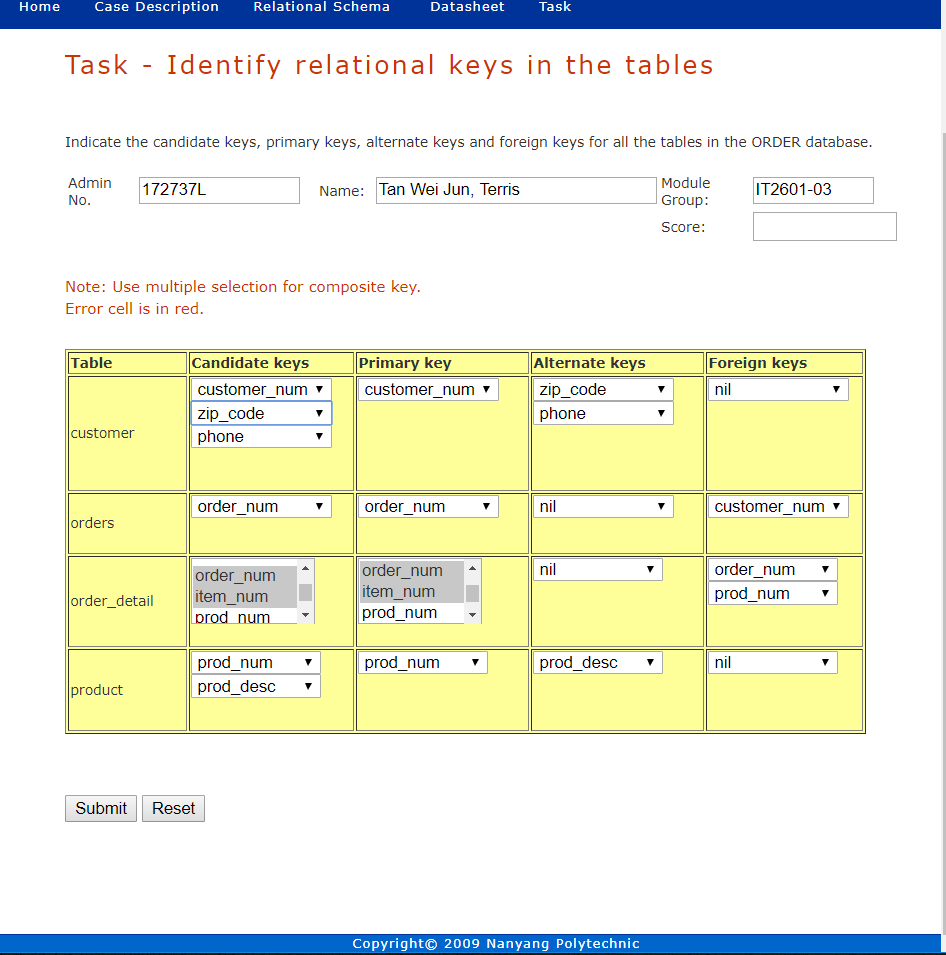 Home Case Description Relational Schema Datasheet Task
Task - Identify relational keys in the tables
Indicate the candidate keys, primary keys, alternate keys and foreign keys for all the tables in the ORDER database.
Admin No. 172737L Name: Tan Wei Jun, Terris Module Group: IT2601-03
Score:
Note: Use multiple selection for composite key.
Error cell is in red.
Table Candidate keys Primary key Alternate keys Foreign keys
customer_num customer_num zip_code nil
zip_code phone
customer phone
order_num order_num nil customer_num
orders
order_num order_num nil order_num
item_num item_num prod_num
order_detail prod_num prod_num
prod_num prod_num prod_desc nil
product prod_desc
Submit Reset
Copyright© 2009 Nanyang Polytechnic